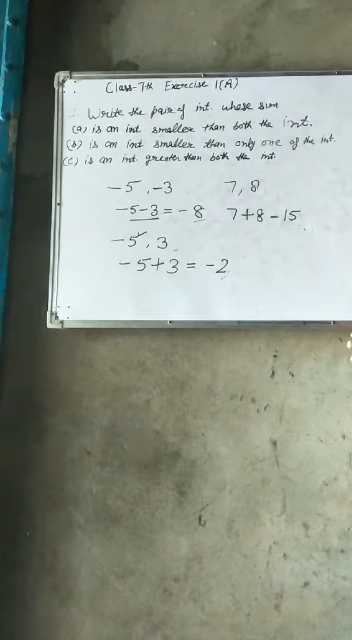 Class-7th Exercise 1(A)
3. Write the pair of int. whose sum
(a) is an int. smaller than both the int.
(b) is an int smaller than only one of the int.
(c) is an int. greater than both the int.
-5, -3 7, 8
-5-3 = -8 7+8-15
-5, 3
-5+3 = -2